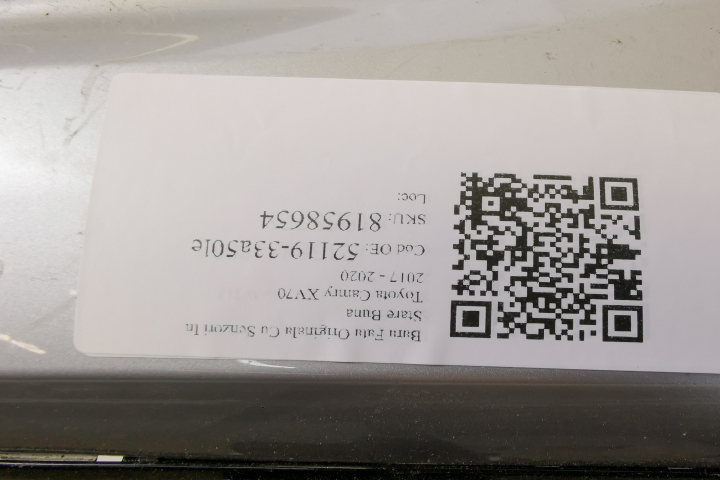 Bara Fata Originala Cu Senzori In
Stare Buna
Toyota Camry XV70
2017 - 2020
Cod OE: 52119-33a501e
SKU: 81958654
Loc: